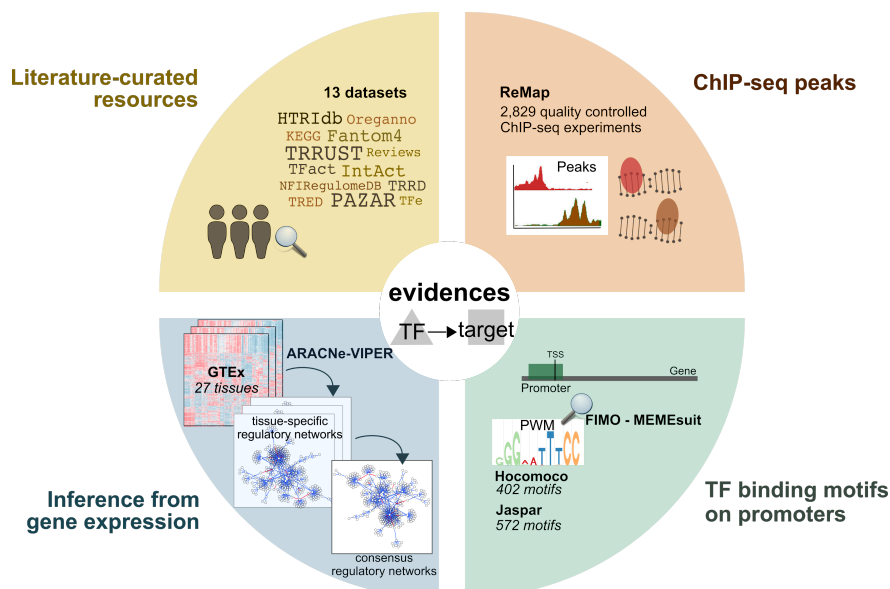 Literature-curated
resources
13 datasets
HTRIdb Oreganno
KEGG Fantom4
TRRUST Reviews
TFact IntAct
NFIRegulomeDB TRRD
TRED PAZAR TFe
ChIP-seq peaks
ReMap
2,829 quality controlled
ChIP-seq experiments
Peaks
evidences
TF target
Inference from
gene expression
GTEx
27 tissues
ARACNe-VIPER
tissue-specific
regulatory networks
consensus
regulatory networks
TF binding motifs
on promoters
TSS
Gene
Promoter
FIMO - MEMEsuit
PWM
GGG AATTTCC
Hocomoco
402 motifs
Jaspar
572 motifs